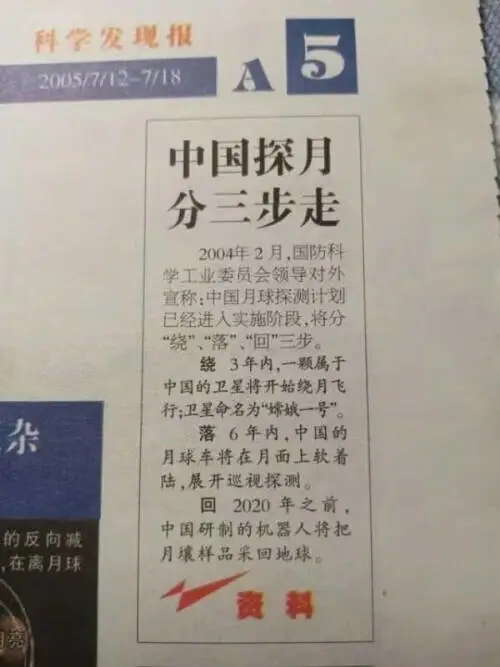 科学发现报
2005/7/12-7/18
A 5
中国探月
分三步走
2004年2月,国防科
学工业委员会领导对外
宣称:中国月球探测计划
已经进入实施阶段,将分
“绕”、“落”、“回”三步。
绕 3年内,一颗属于
中国的卫星将开始绕月飞
行;卫星命名为“嫦娥一号”。
落 6年内,中国的
月球车将在月面上软着
陆,展开巡视探测。
回 2020年之前,
中国研制的机器人将把
月壤样品采回地球。
资料
杂
的反向减
,在离月球